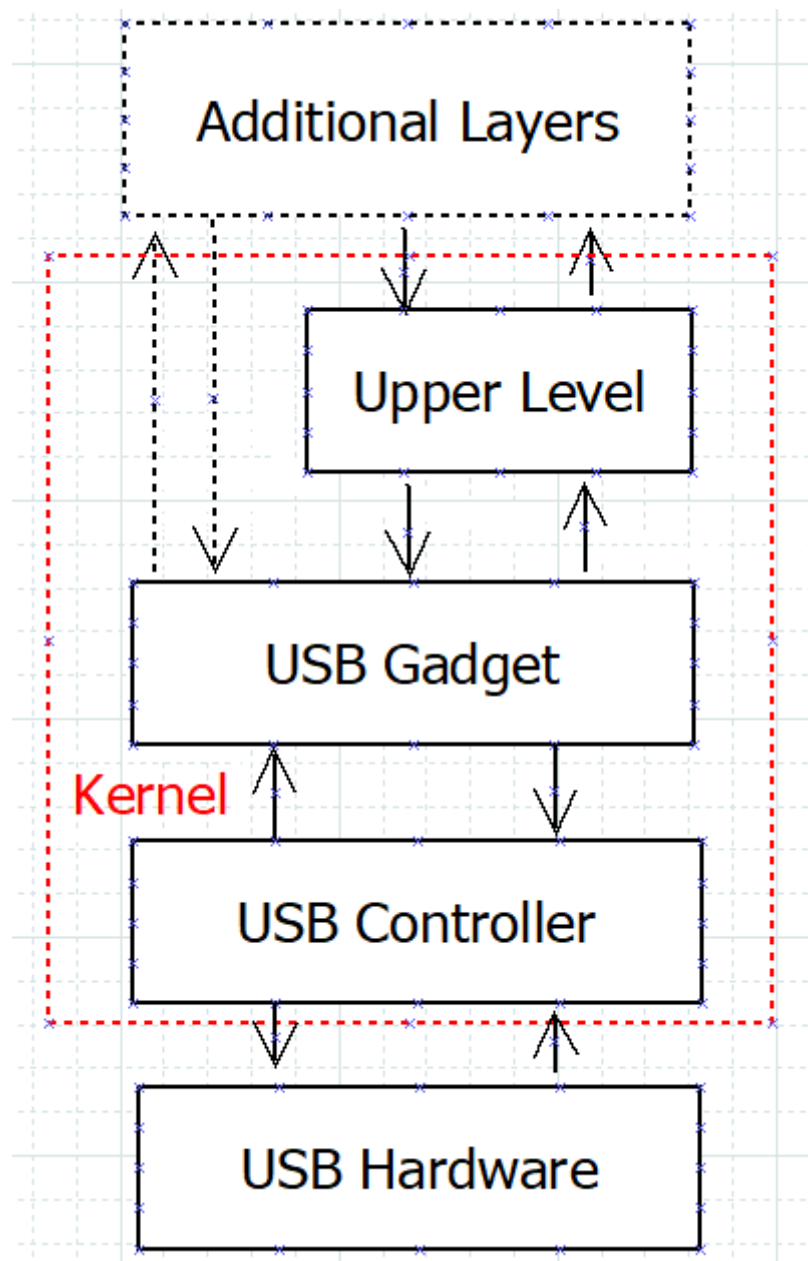 Additional Layers
Upper Level
USB Gadget
Kernel
USB Controller
USB Hardware